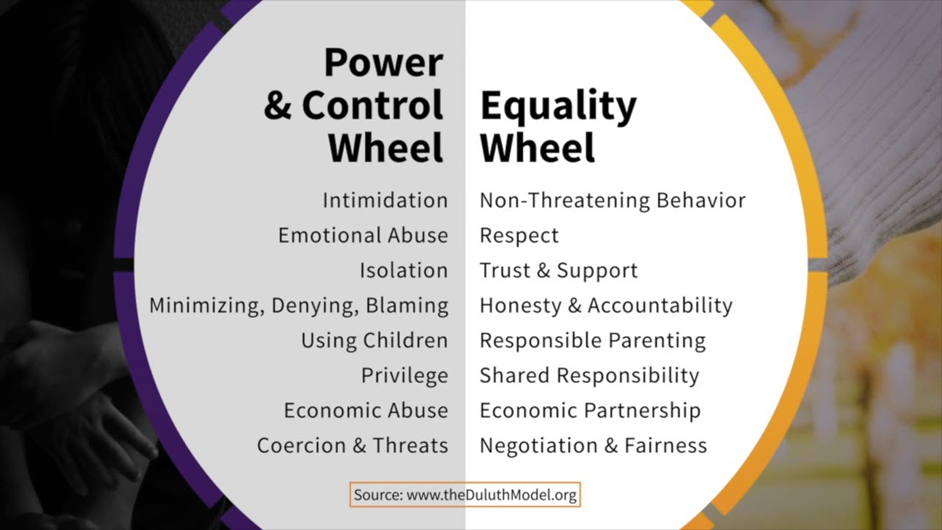 Power
& Control
Wheel
Intimidation
Emotional Abuse
Isolation
Minimizing, Denying, Blaming
Using Children
Privilege
Economic Abuse
Coercion & Threats
Equality
Wheel
Non-Threatening Behavior
Respect
Trust & Support
Honesty & Accountability
Responsible Parenting
Shared Responsibility
Economic Partnership
Negotiation & Fairness
Source: www.theDuluthModel.org